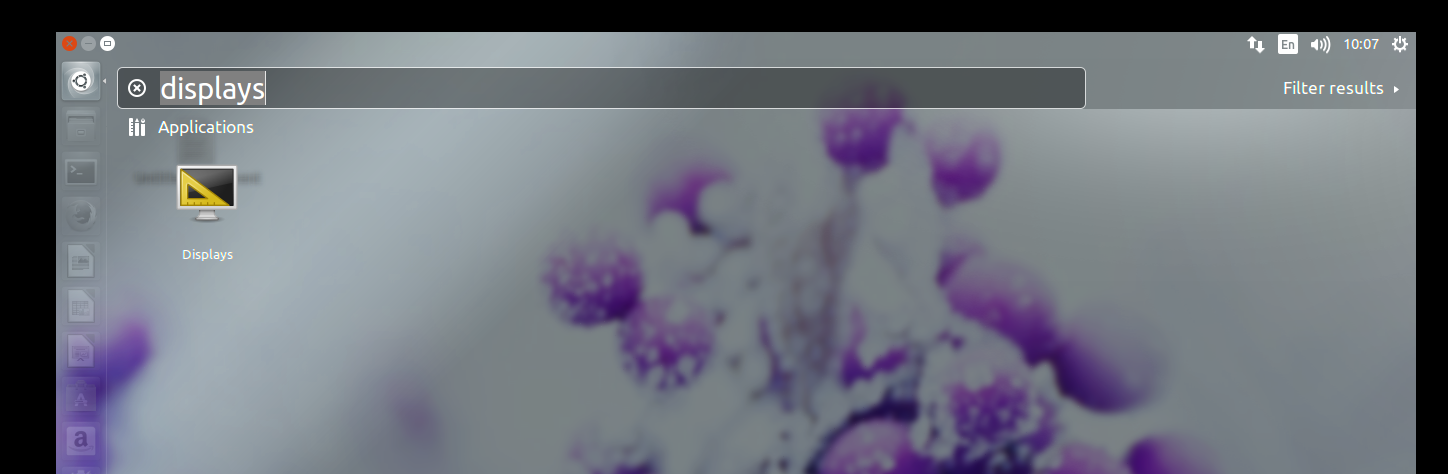 En
10:07
displays
Filter results
Applications
Displays